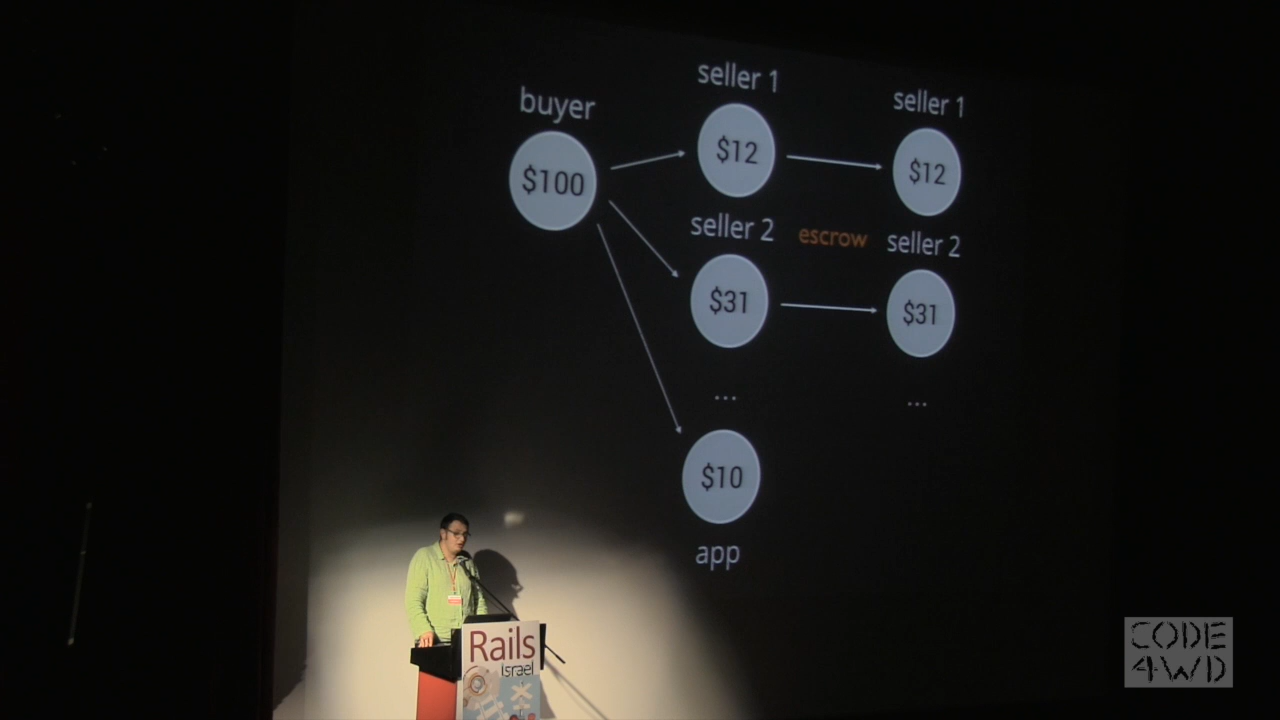 buyer
$100
seller 1
$12
seller 1
$12
seller 2
$31
escrow
seller 2
$31
...
...
$10
app
Rails
israel
CODE
4WD